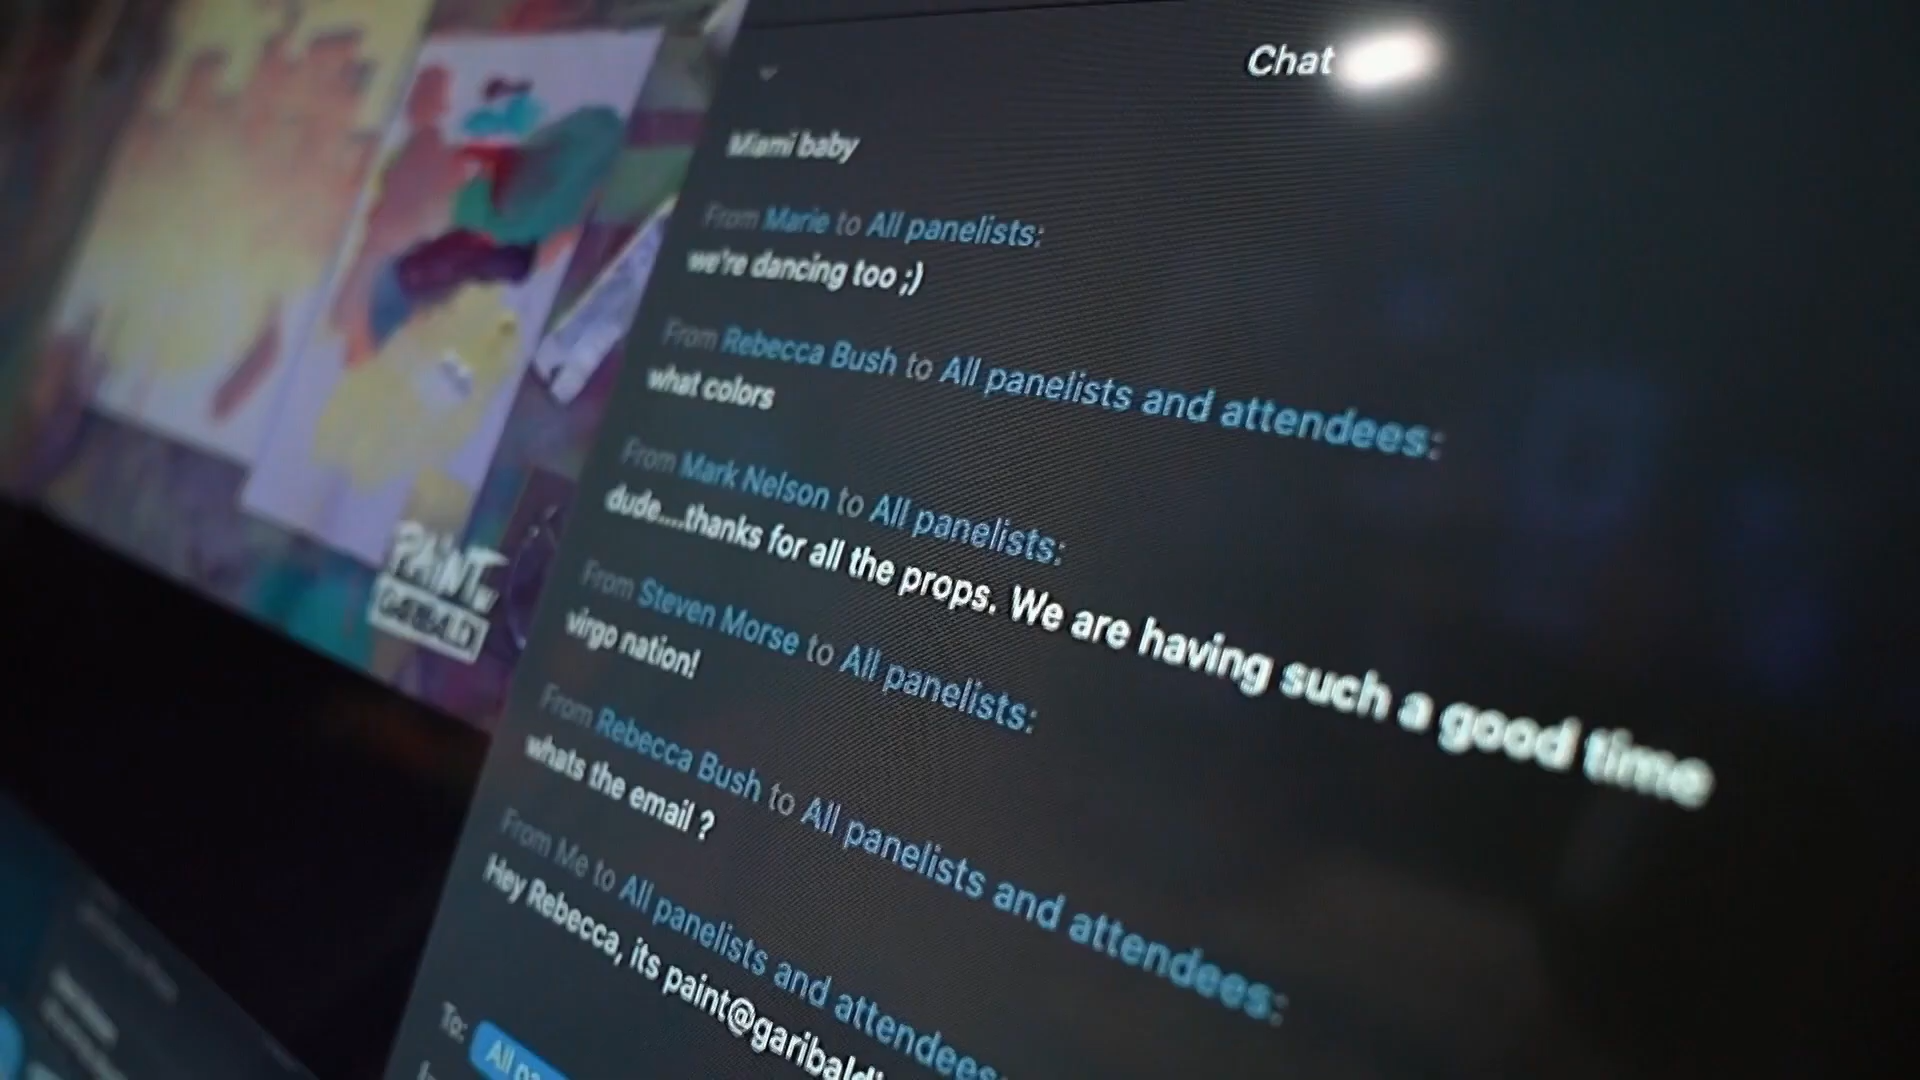 Chat
Miami baby
From Marie to All panelists:
we're dancing too ;)
From Rebecca Bush to All panelists and attendees:
what colors
From Mark Nelson to All panelists:
dude....thanks for all the props. We are having such a good time
From Steven Morse to All panelists:
virgo nation!
From Rebecca Bush to All panelists and attendees:
whats the email ?
From Me to All panelists and attendees:
Hey Rebecca, its paint@garibaldi
To: All pa
PAINT